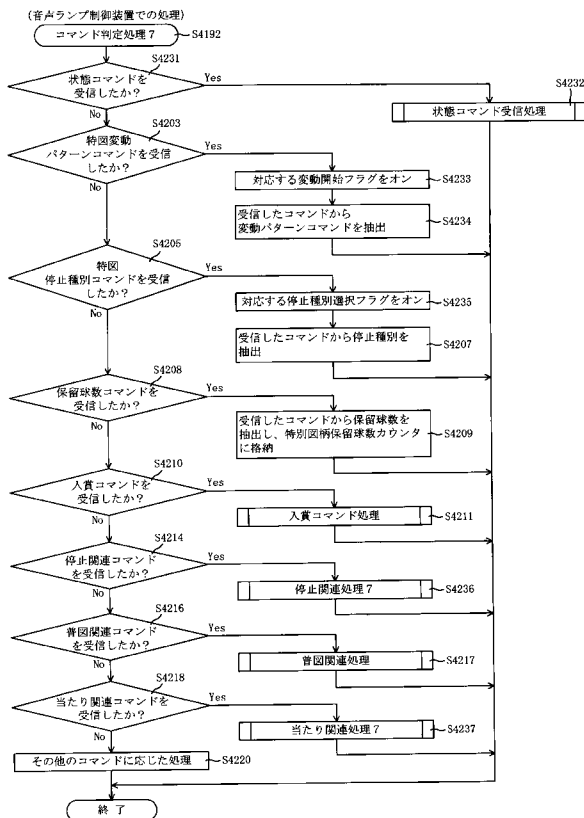 (音声ランプ制御装置での処理)
コマンド判定処理7
S4192
S4231
状態コマンドを
受信したか?
Yes
No
S4232
状態コマンド受信処理
S4203
特図変動
パターンコマンドを受信
したか?
Yes
No
対応する変動開始フラグをオン
S4233
受信したコマンドから
変動パターンコマンドを抽出
S4234
S4206
特図
停止種別コマンドを受信
したか?
Yes
No
対応する停止種別選択フラグをオン
S4235
受信したコマンドから停止種別を
抽出
S4207
S4208
保留球数コマンドを
受信したか?
Yes
No
受信したコマンドから保留球数を
抽出し、特別図柄保留球数カウンタ
に格納
S4209
S4210
入賞コマンドを
受信したか?
Yes
No
入賞コマンド処理
S4211
S4214
停止関連コマンド
を受信したか?
Yes
No
停止関連処理7
S4236
S4216
普図関連コマンド
を受信したか?
Yes
No
普図関連処理
S4217
S4218
当たり関連コマンドを
受信したか?
Yes
No
当たり関連処理7
S4237
その他のコマンドに応じた処理
S4220
終了